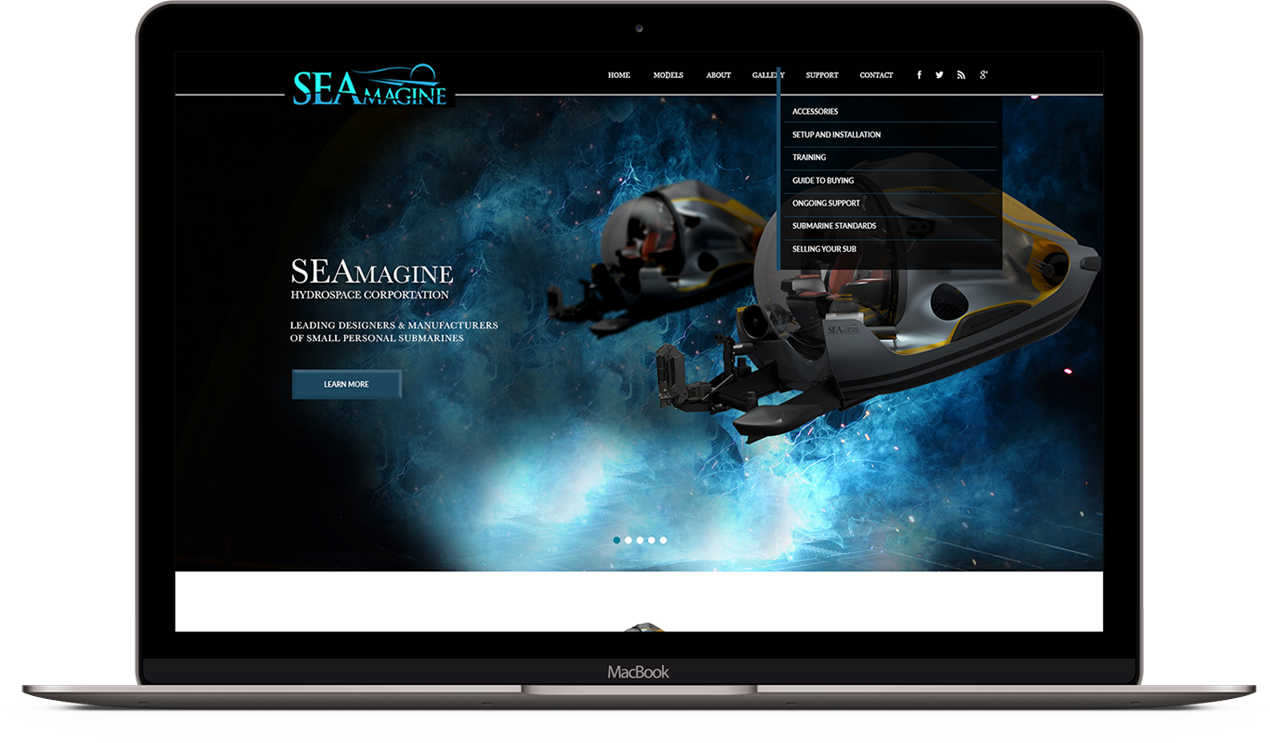 SEAMAGINE
HOME MODELS ABOUT GALLERY SUPPORT CONTACT
ACCESSORIES
SETUP AND INSTALLATION
TRAINING
GUIDE TO BUYING
ONGOING SUPPORT
SUBMARINE STANDARDS
SELLING YOUR SUB
SEAMAGINE
HYDROSPACE CORPORTATION
LEADING DESIGNERS & MANUFACTURERS
OF SMALL PERSONAL SUBMARINES
LEARN MORE
MacBook